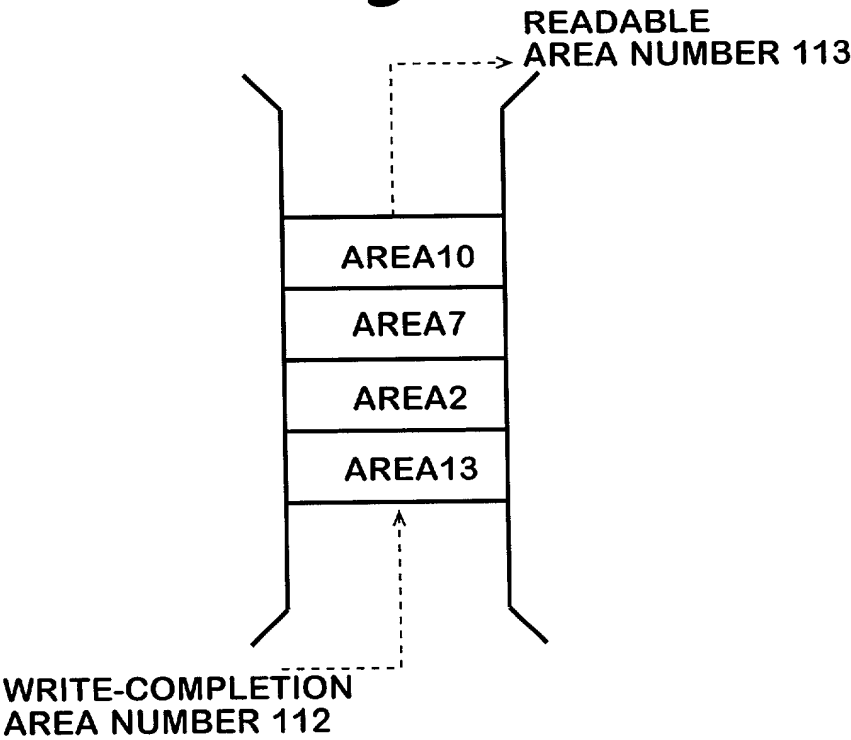 READABLE
AREA NUMBER 113
AREA10
AREA7
AREA2
AREA13
WRITE-COMPLETION
AREA NUMBER 112